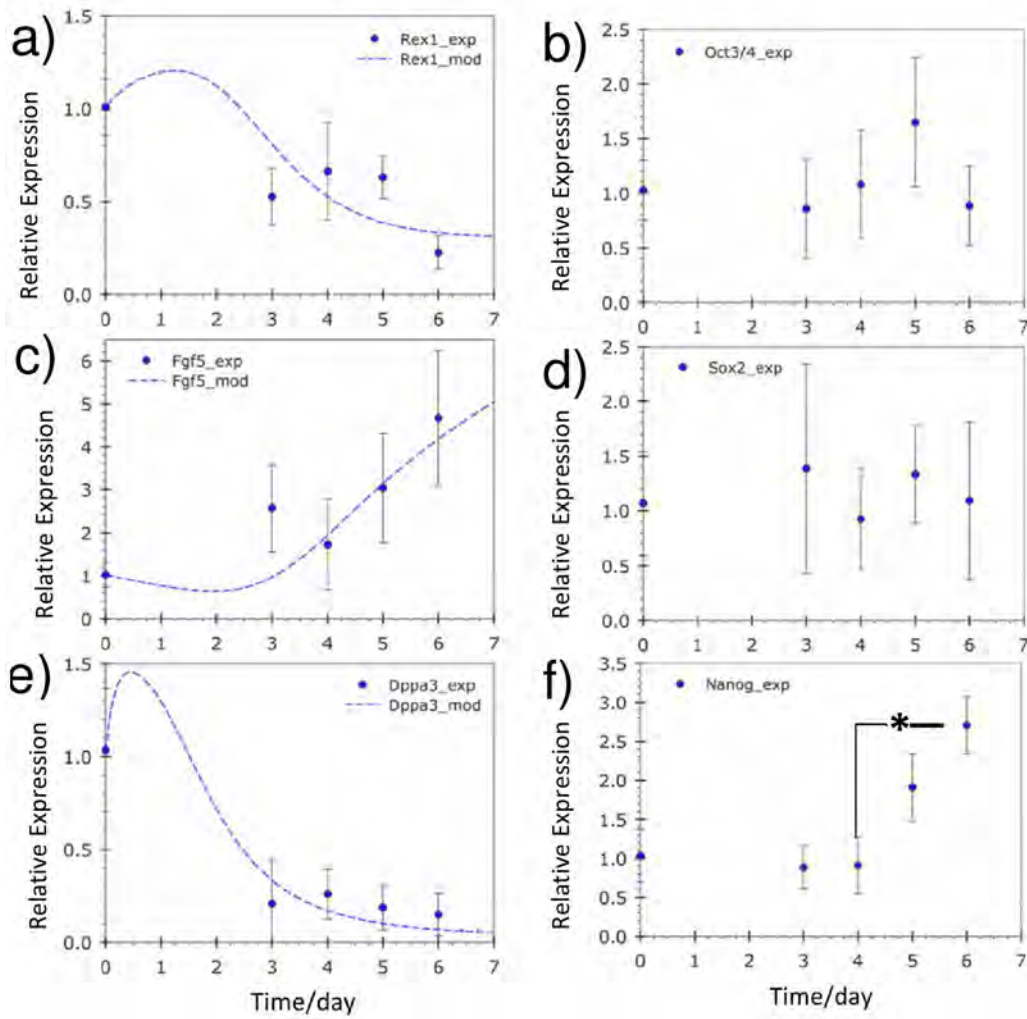 a)
Relative Expression
1.5
1.0
0.5
0.0
Rex1_exp
Rex1_mod
0 1 2 3 4 5 6 7
b)
Relative Expression
2.5
2.0
1.5
1.0
0.5
0.0
Oct3/4_exp
0 1 2 3 4 5 6 7
c)
Relative Expression
6
5
4
3
2
1
0
Fgf5_exp
Fgf5_mod
0 1 2 3 4 5 6 7
d)
Relative Expression
2.5
2.0
1.5
1.0
0.5
0.0
Sox2_exp
0 1 2 3 4 5 6 7
e)
Relative Expression
1.5
1.0
0.5
0.0
Dppa3_exp
Dppa3_mod
0 1 2 3 4 5 6 7
Time/day
f)
Relative Expression
3.5
3.0
2.5
2.0
1.5
1.0
0.5
0.0
Nanog_exp
*
0 1 2 3 4 5 6 7
Time/day